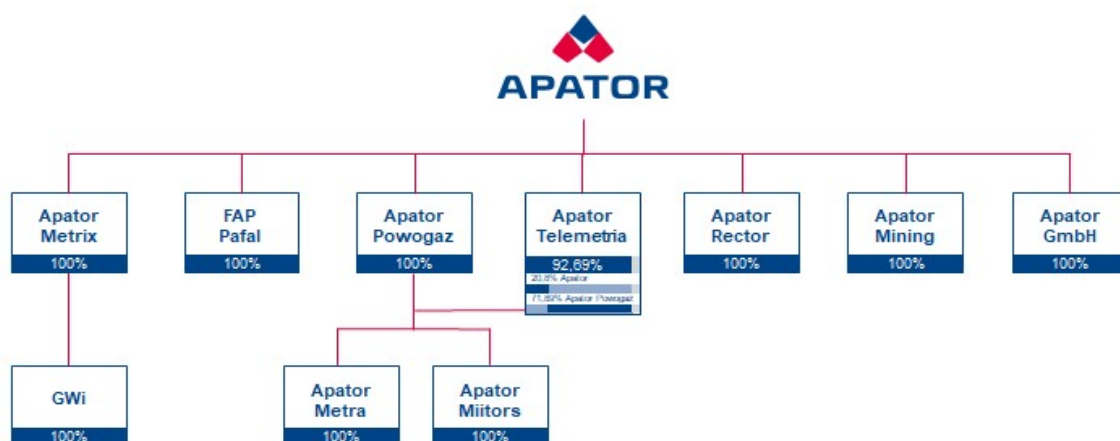 APATOR
Apator
Metrix
100%
FAP
Pafal
100%
Apator
Powogaz
100%
Apator
Telemetria
92,69%
20,8% Apator
71,89% Apator Powogaz
Apator
Rector
100%
Apator
Mining
100%
Apator
GmbH
100%
GWi
100%
Apator
Metra
100%
Apator
Miitors
100%